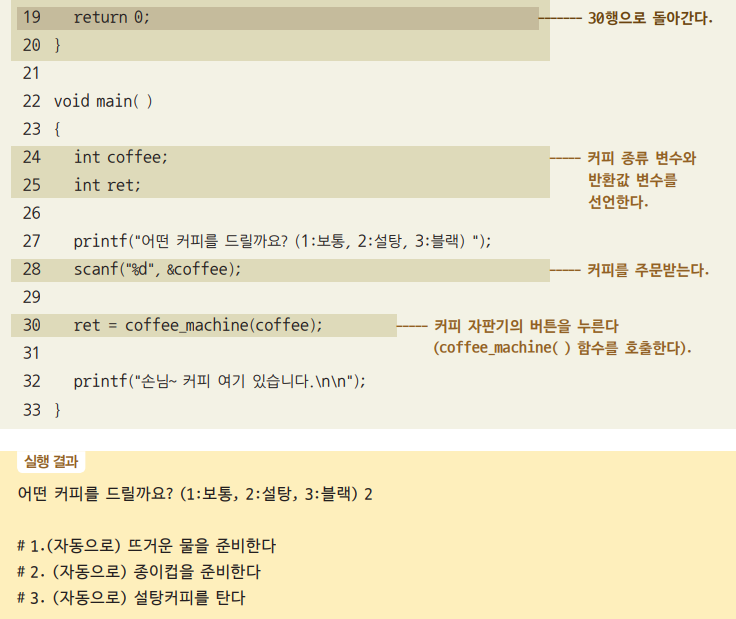 19 return 0; 30행으로 돌아간다.
20 }
21
22 void main( )
23 {
24 int coffee; 커피 종류 변수와
25 int ret; 반환값 변수를
선언한다.
26
27 printf("어떤 커피를 드릴까요? (1:보통, 2:설탕, 3:블랙) ");
28 scanf("%d", &coffee); 커피를 주문받는다.
29
30 ret = coffee_machine(coffee); 커피 자판기의 버튼을 누른다
31 (coffee_machine( ) 함수를 호출한다).
32 printf("손님~ 커피 여기 있습니다.\n\n");
33 }
실행 결과
어떤 커피를 드릴까요? (1:보통, 2:설탕, 3:블랙) 2
# 1.(자동으로) 뜨거운 물을 준비한다
# 2. (자동으로) 종이컵을 준비한다
# 3. (자동으로) 설탕커피를 탄다